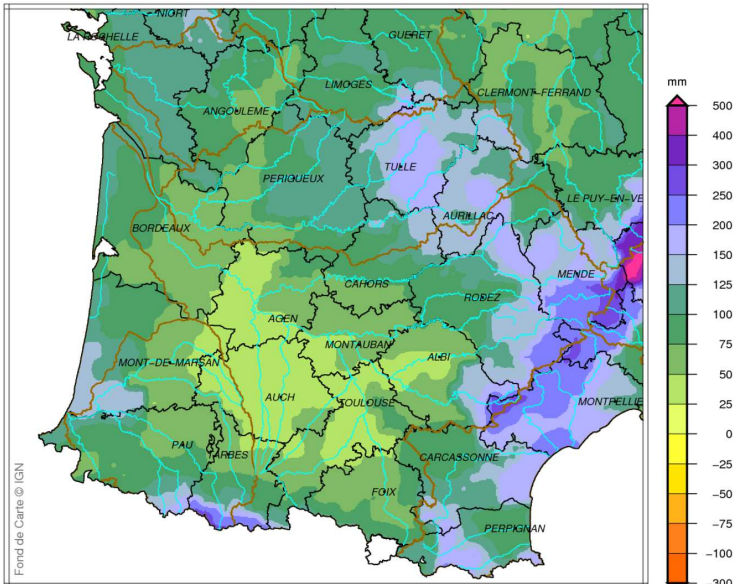 NIORT
LA ROCHELLE
GUERET
LIMOGES
CLERMONT-FERRAND
ANGOULEME
TULLE
PERIGUEUX
LE PUY-EN-VE
AURILLAC
BORDEAUX
MENDE
CAHORS
RODEZ
AGEN
MONTAUBAN
ALBI
MONT-DE-MARSAN
AUCH
TOULOUSE
MONTPELLIE
PAU
TARBES
CARCASSONNE
FOIX
PERPIGNAN
Fond de Carte © IGN
mm
500
400
300
250
200
150
125
100
75
50
25
0
-25
-50
-75
-100
-300